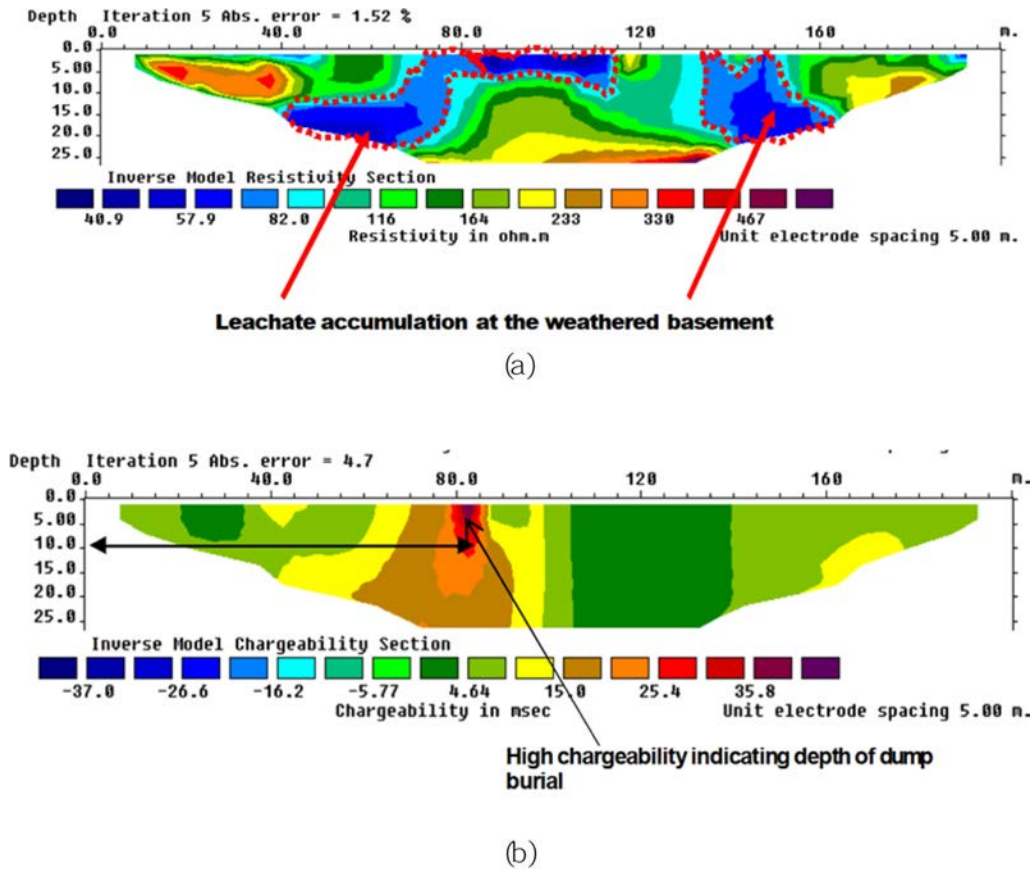 Depth Iteration 5 Abs. error = 1.52 %
0.0 40.0 80.0 120 160 m.
0.0
5.00
10.0
15.0
20.0
25.0
Inverse Model Resistivity Section
40.9 57.9 82.0 116 164 233 330 467
Resistivity in ohm.m Unit electrode spacing 5.00 m.
Leachate accumulation at the weathered basement
(a)
Depth Iteration 5 Abs. error = 4.7
0.0 40.0 80.0 120 160 m.
0.0
5.00
10.0
15.0
20.0
25.0
Inverse Model Chargeability Section
-37.0 -26.6 -16.2 -5.77 4.64 15.0 25.4 35.8
Chargeability in msec Unit electrode spacing 5.00 m.
High chargeability indicating depth of dump
burial
(b)